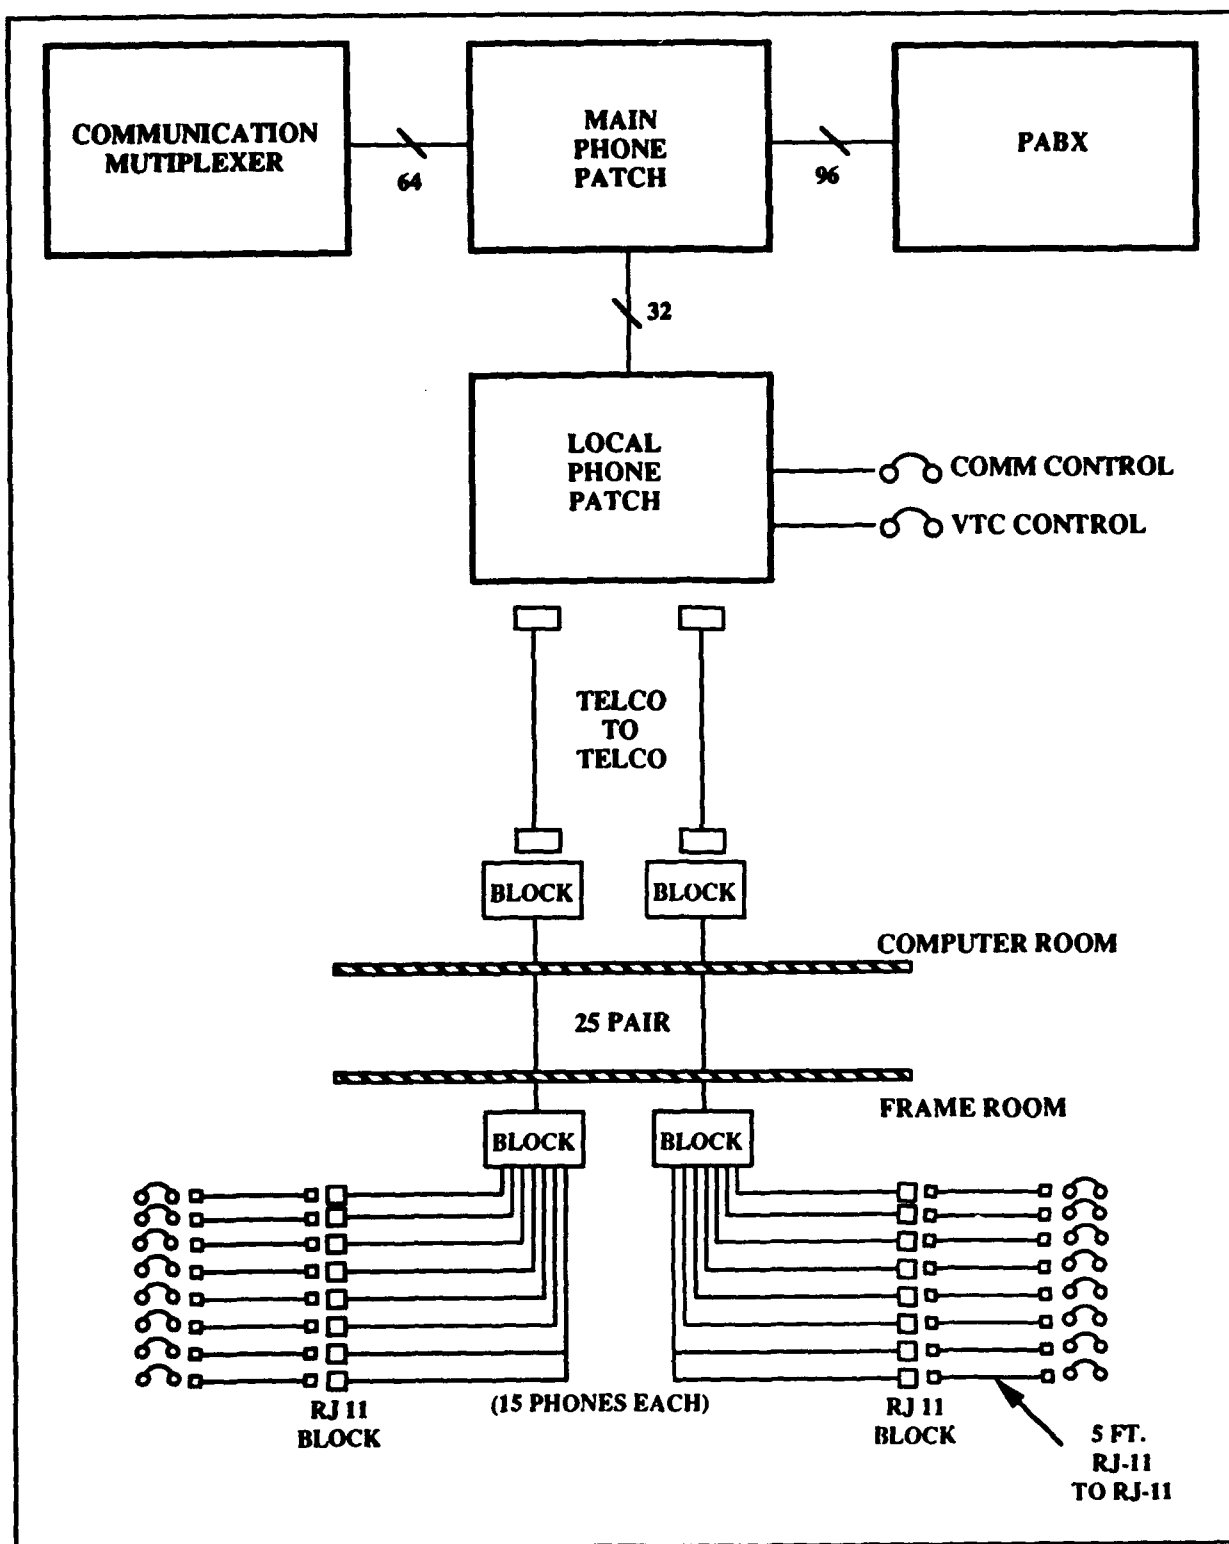 COMMUNICATION
MUTIPLEXER
64
MAIN
PHONE
PATCH
96
PABX
32
LOCAL
PHONE
PATCH
COMM CONTROL
VTC CONTROL
TELCO
TO
TELCO
BLOCK
BLOCK
COMPUTER ROOM
25 PAIR
FRAME ROOM
BLOCK
BLOCK
RJ 11
BLOCK
(15 PHONES EACH)
RJ 11
BLOCK
5 FT.
RJ-11
TO RJ-11